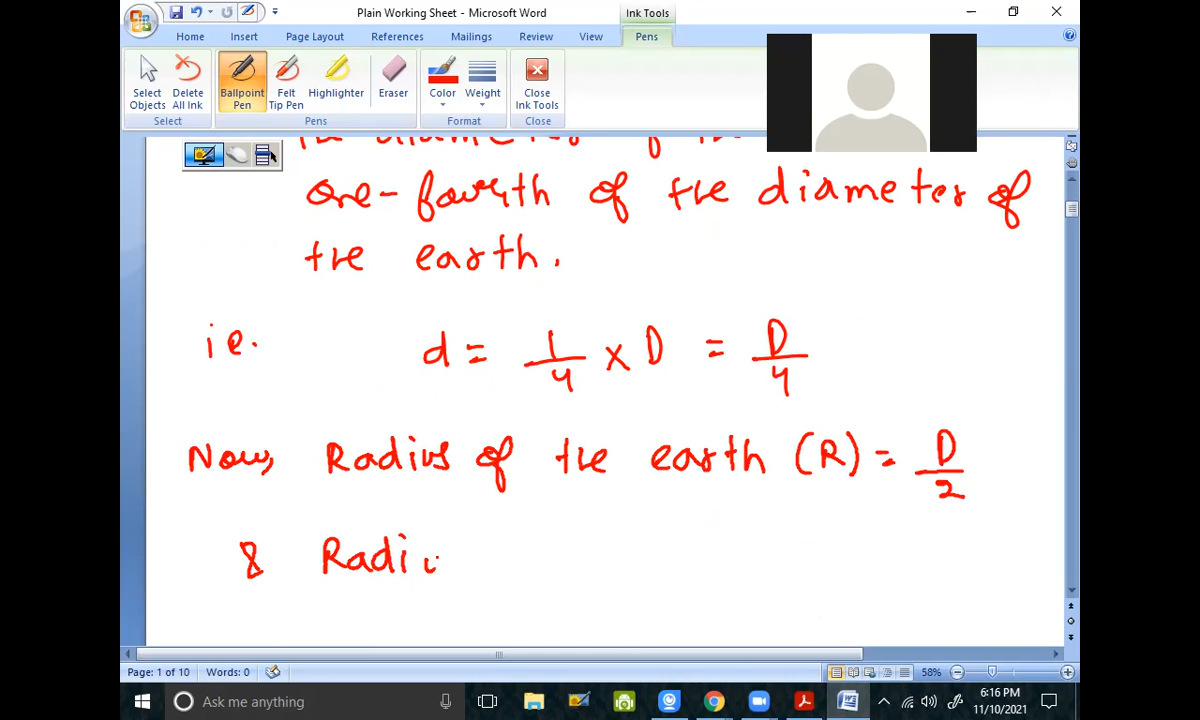 Plain Working Sheet - Microsoft Word
Ink Tools
Home Insert Page Layout References Mailings Review View Pens
Select Objects
Delete All Ink
Ballpoint Pen
Felt Tip Pen
Highlighter
Eraser
Color
Weight
Close Ink Tools
Select Pens Format Close
the diameter of
one-fourth of the diameter of
the earth.
ie. d = 1/4 × D = D/4
Now, Radius of the earth (R) = D/2
& Radi
Page: 1 of 10 Words: 0 58%
Ask me anything
6:16 PM
11/10/2021